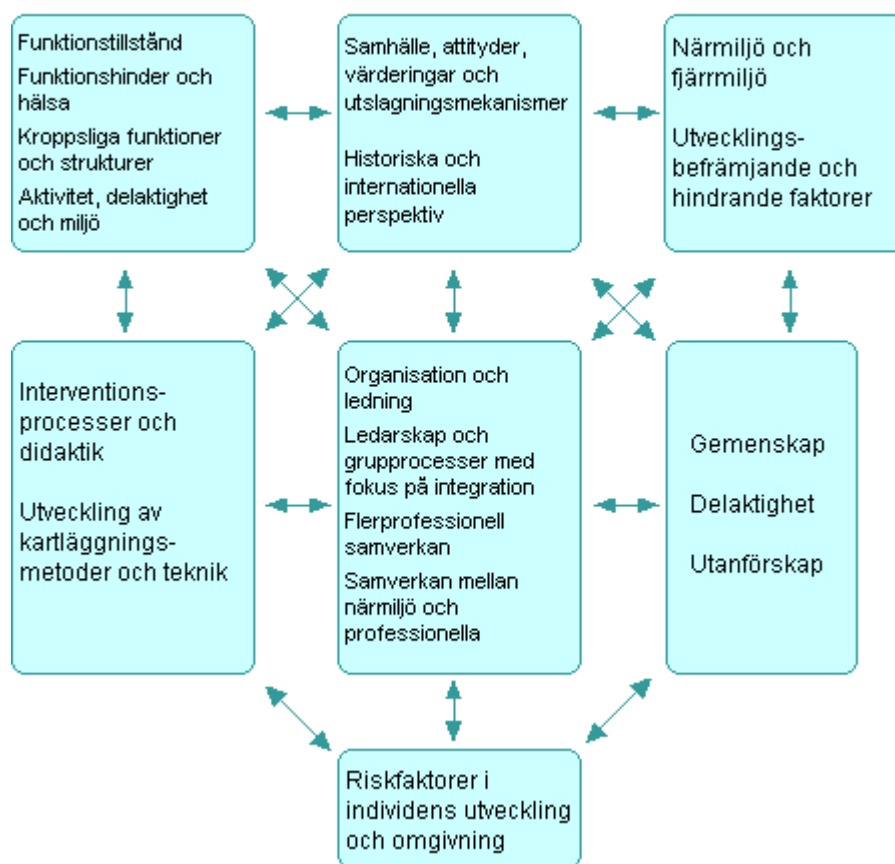 Funktionstillstånd
Funktionshinder och
hälsa
Kroppsliga funktioner
och strukturer
Aktivitet, delaktighet
och miljö
Samhälle, attityder,
värderingar och
utslagningsmekanismer
Historiska och
internationella
perspektiv
Närmiljö och
fjärrmiljö
Utvecklings-
befrämjande och
hindrande faktorer
Interventions-
processer och
didaktik
Utveckling av
kartläggnings-
metoder och teknik
Organisation och
ledning
Ledarskap och
grupprocesser med
fokus på integration
Flerprofessionell
samverkan
Samverkan mellan
närmiljö och
professionella
Gemenskap
Delaktighet
Utanförskap
Riskfaktorer i
individens utveckling
och omgivning